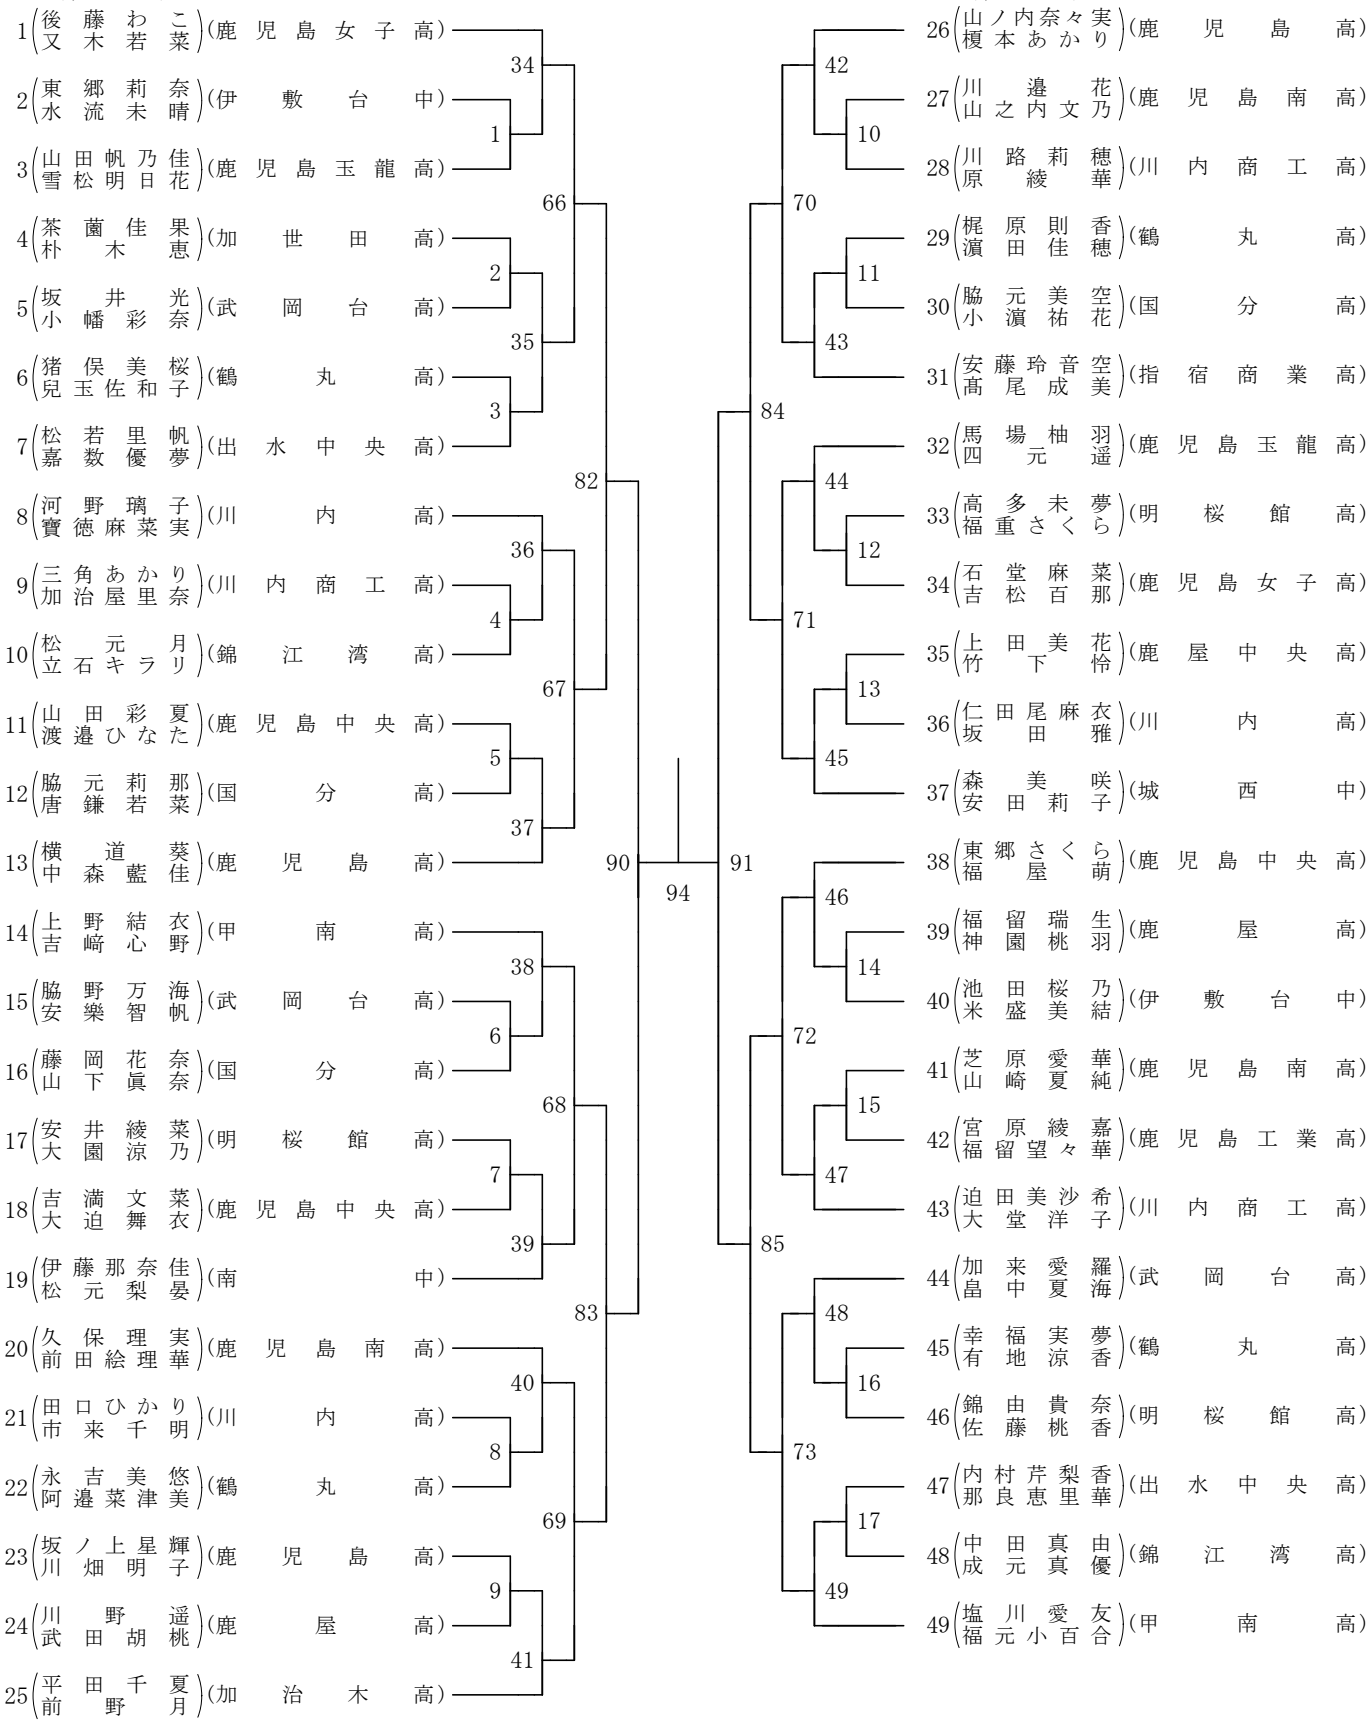 1(後藤わこ 又木若菜)(鹿児島女子高)
2(東郷莉奈 水流未晴)(伊敷台中)
3(山田帆乃佳 雪松明日花)(鹿児島玉龍高)
4(茶薗佳果 朴木恵)(加世田高)
5(坂井光 小幡彩奈)(武岡台高)
6(猪俣美桜 兒玉佐和子)(鶴丸高)
7(松若里帆 嘉数優夢)(出水中央高)
8(河野璃子 寶徳麻菜実)(川内高)
9(三角あかり 加治屋里奈)(川内商工高)
10(松元月 立石キラリ)(錦江湾高)
11(山田彩夏 渡邉ひなた)(鹿児島中央高)
12(脇元莉那 唐鎌若菜)(国分高)
13(横道葵 中森藍佳)(鹿児島高)
14(上野結衣 吉﨑心野)(甲南高)
15(脇野万海 安樂智帆)(武岡台高)
16(藤岡花奈 山下眞奈)(国分高)
17(安井綾菜 大園涼乃)(明桜館高)
18(吉満文菜 大迫舞衣)(鹿児島中央高)
19(伊藤那奈佳 松元梨晏)(南中)
20(久保理実 前田絵理華)(鹿児島南高)
21(田口ひかり 市来千明)(川内高)
22(永吉美悠 阿邉菜津美)(鶴丸高)
23(坂ノ上星輝 川畑明子)(鹿児島高)
24(川野遥 武田胡桃)(鹿屋高)
25(平田千夏 前野月)(加治木高)
34
1
66
2
35
3
82
36
4
67
5
37
90
38
6
68
7
39
83
40
8
69
9
41
94
42
10
70
11
43
84
44
12
71
13
45
91
46
14
72
15
47
85
48
16
73
17
49
26(山ノ内奈々実 榎本あかり)(鹿児島高)
27(川邉花 山之内文乃)(鹿児島南高)
28(川路莉穂 原綾華)(川内商工高)
29(梶原則香 濵田佳穂)(鶴丸高)
30(脇元美空 小濵祐花)(国分高)
31(安藤玲音空 髙尾成美)(指宿商業高)
32(馬場柚羽 四元遥)(鹿児島玉龍高)
33(高多未夢 福重さくら)(明桜館高)
34(石堂麻菜 吉松百那)(鹿児島女子高)
35(上田美花 竹下怜)(鹿屋中央高)
36(仁田尾麻衣 坂田雅)(川内高)
37(森美咲 安田莉子)(城西中)
38(東郷さくら 福屋萌)(鹿児島中央高)
39(福留瑞生 神園桃羽)(鹿屋高)
40(池田桜乃 米盛美結)(伊敷台中)
41(芝原愛華 山崎夏純)(鹿児島南高)
42(宮原綾嘉 福留望々華)(鹿児島工業高)
43(迫田美沙希 大堂洋子)(川内商工高)
44(加来愛羅 畠中夏海)(武岡台高)
45(幸福実夢 有地涼香)(鶴丸高)
46(錦由貴奈 佐藤桃香)(明桜館高)
47(内村芹梨香 那良恵里華)(出水中央高)
48(中田真由 成元真優)(錦江湾高)
49(塩川愛友 福元小百合)(甲南高)